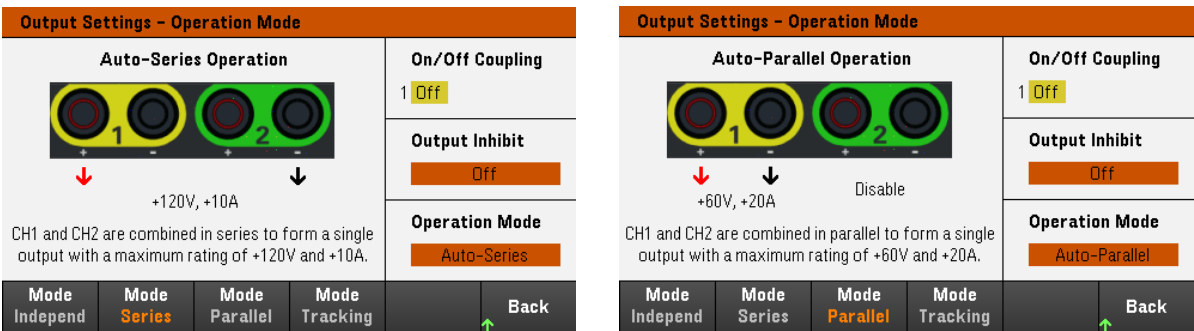 Output Settings - Operation Mode
Auto-Series Operation
1 2
+ - + -
+120V, +10A
CH1 and CH2 are combined in series to form a single
output with a maximum rating of +120V and +10A.
On/Off Coupling
1 Off
Output Inhibit
Off
Operation Mode
Auto-Series
Mode Mode Mode Mode
Independ Series Parallel Tracking
Back
Output Settings - Operation Mode
Auto-Parallel Operation
1 2
+ - + -
+60V, +20A
Disable
CH1 and CH2 are combined in parallel to form a single
output with a maximum rating of +60V and +20A.
On/Off Coupling
1 Off
Output Inhibit
Off
Operation Mode
Auto-Parallel
Mode Mode Mode Mode
Independ Series Parallel Tracking
Back